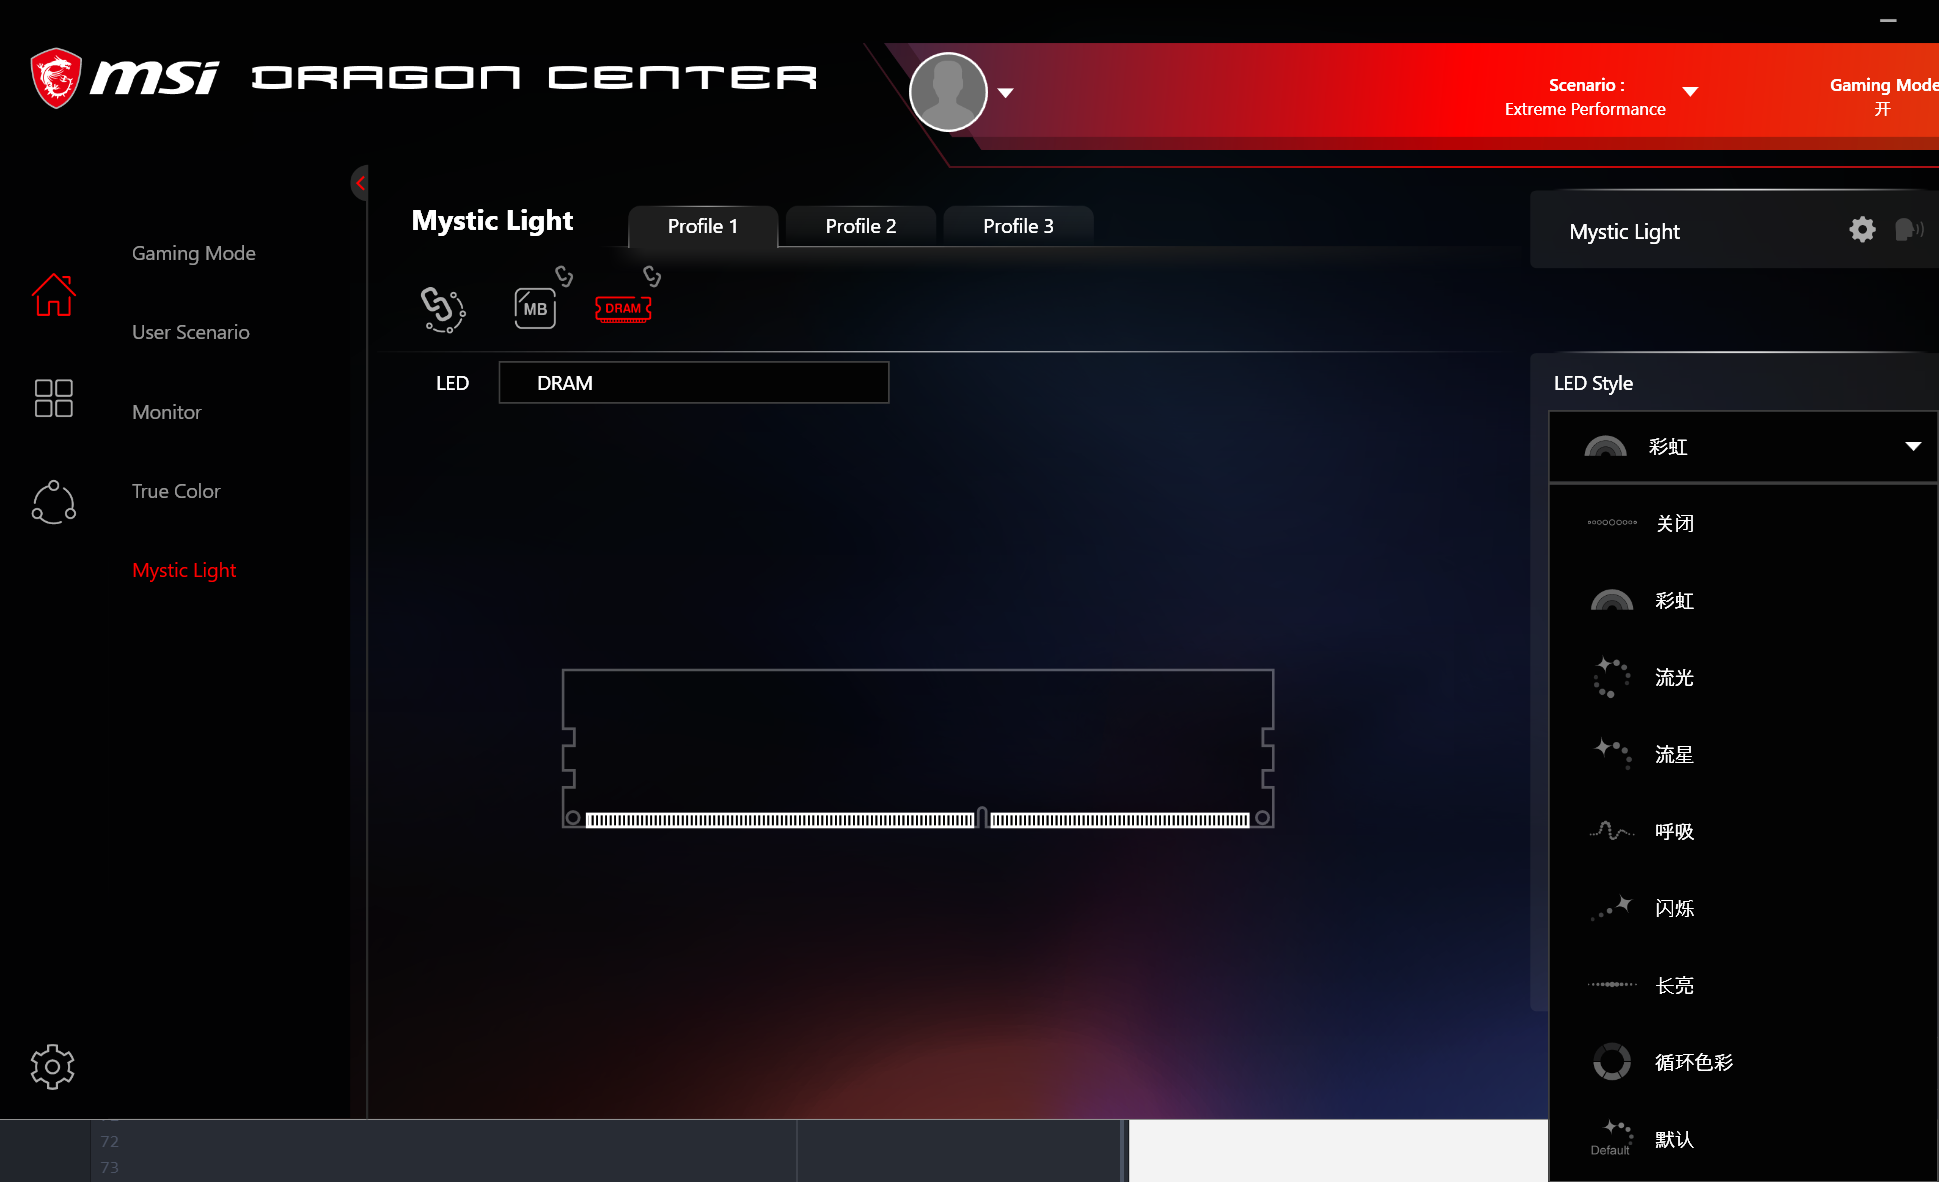 msi DRAGON CENTER
Scenario :
Extreme Performance
Gaming Mode
开
Gaming Mode
User Scenario
Monitor
True Color
Mystic Light
Mystic Light
Profile 1
Profile 2
Profile 3
MB
DRAM
LED
DRAM
Mystic Light
LED Style
彩虹
关闭
彩虹
流光
流星
呼吸
闪烁
长亮
循环色彩
Default
默认
72
73